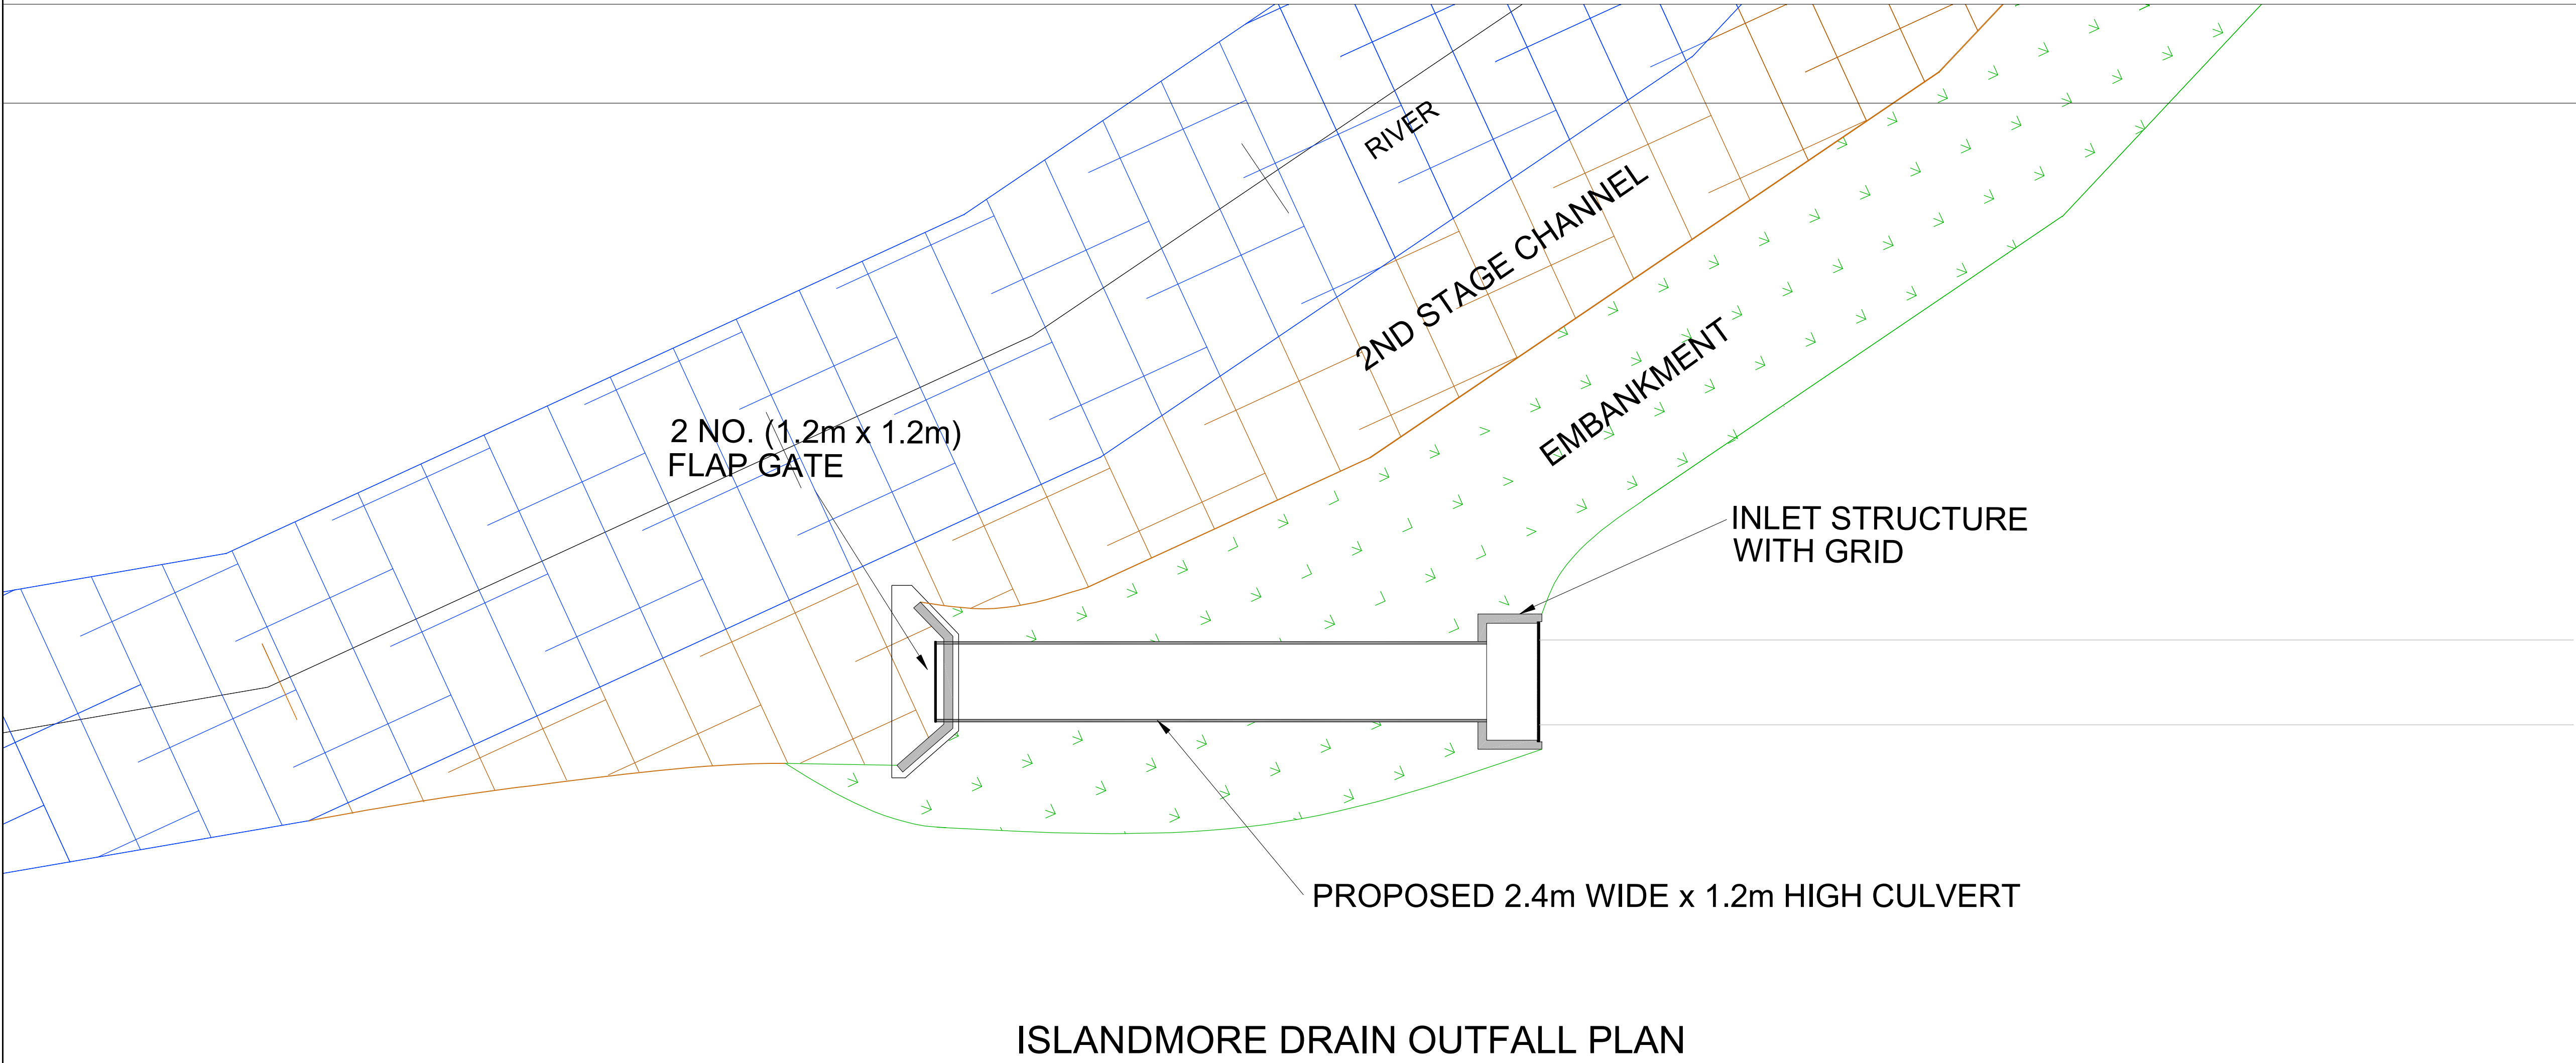 RIVER
2ND STAGE CHANNEL
EMBANKMENT
2 NO. (1.2m x 1.2m)
FLAP GATE
INLET STRUCTURE
WITH GRID
PROPOSED 2.4m WIDE x 1.2m HIGH CULVERT
ISLANDMORE DRAIN OUTFALL PLAN